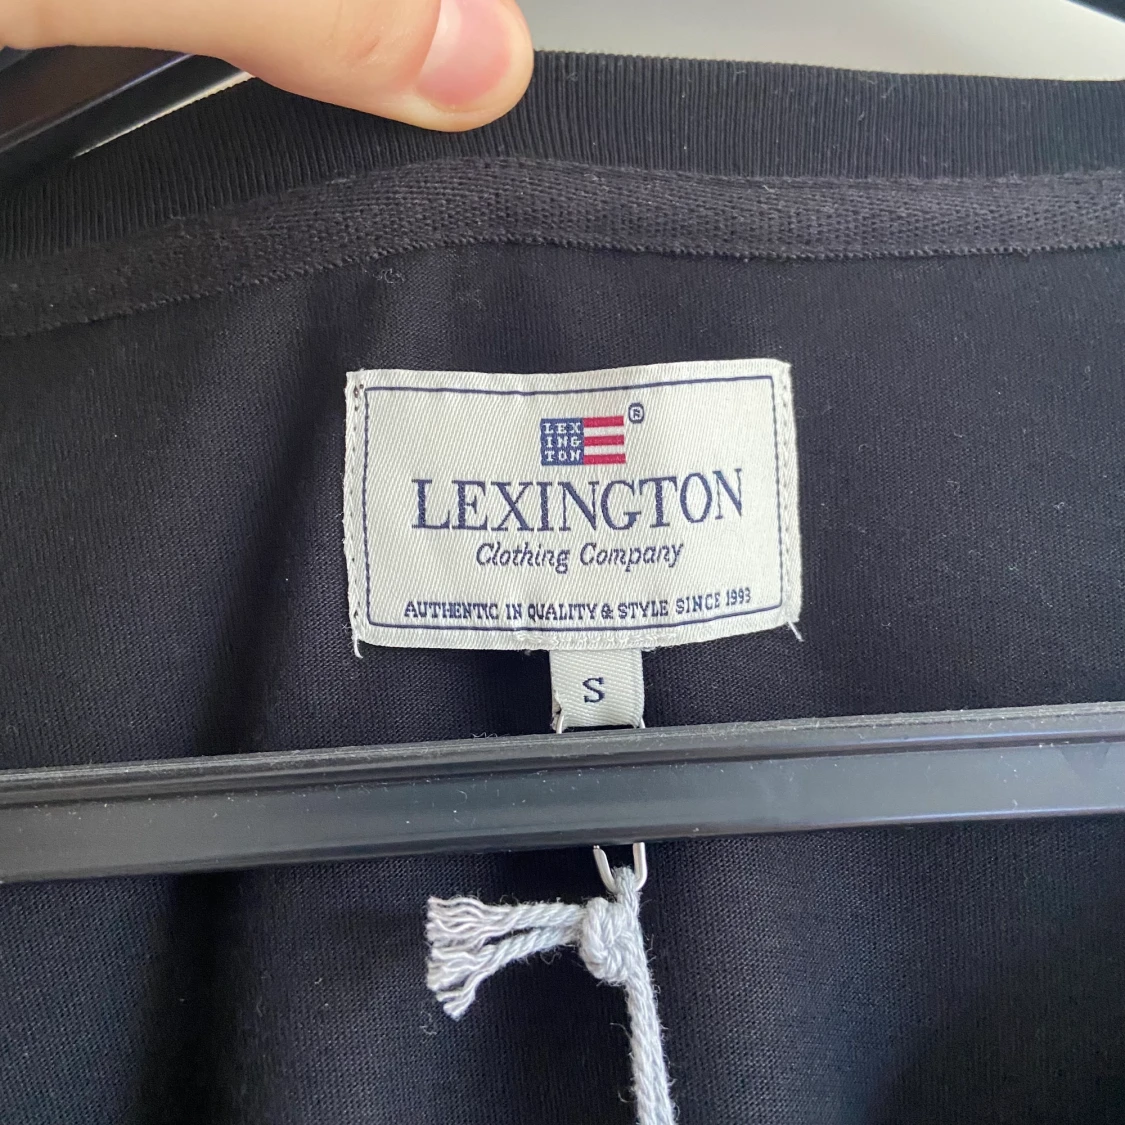 LEX
ING
TON
®
LEXINGTON
Clothing Company
AUTHENTIC IN QUALITY & STYLE SINCE 1993
S